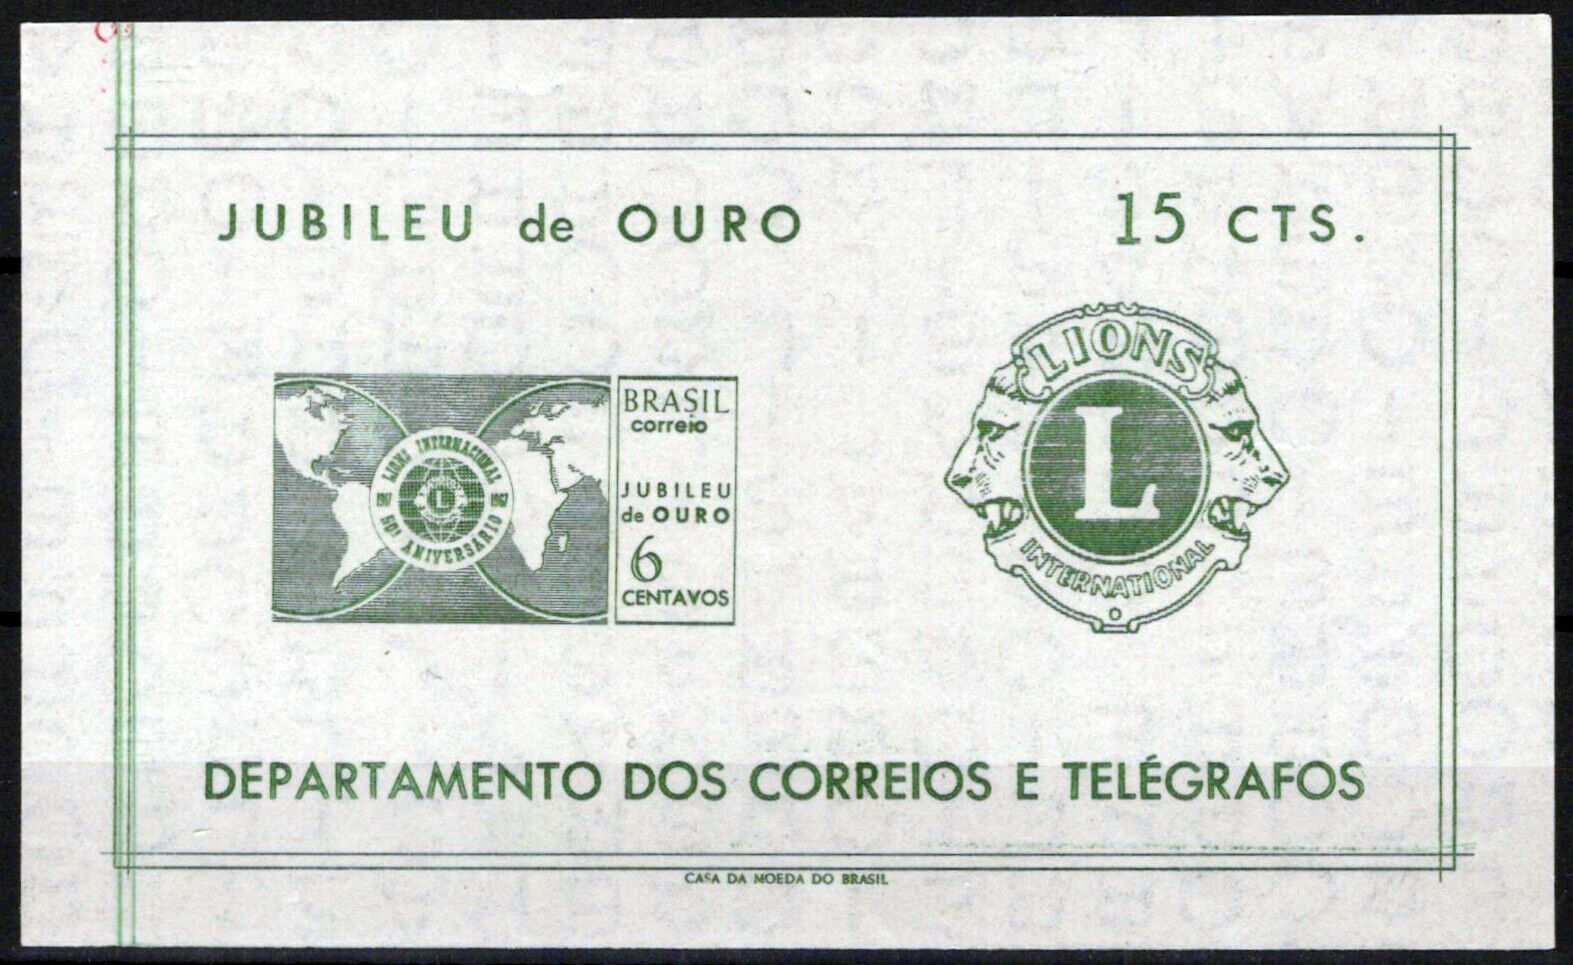 JUBILEU de OURO
15 CTS.
BRASIL
correio
JUBILEU
de OURO
6
CENTAVOS
LIONS INTERNACIONAL
1917 1967
50º ANIVERSARIO
L
LIONS
L
INTERNATIONAL
DEPARTAMENTO DOS CORREIOS E TELÉGRAFOS
CASA DA MOEDA DO BRASIL